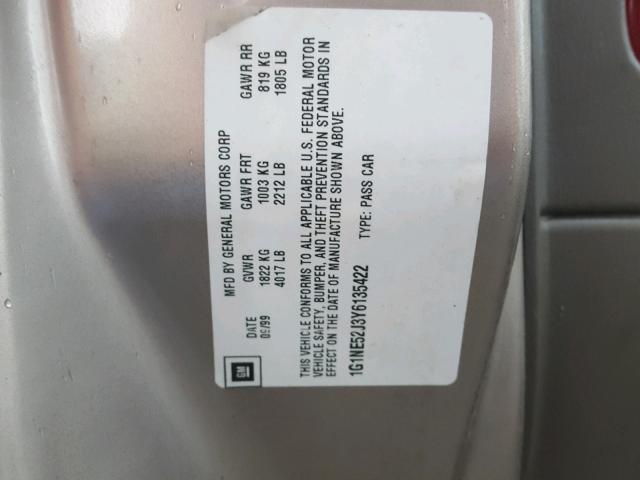 MFD BY GENERAL MOTORS CORP
DATE GVWR GAWR FRT GAWR RR
09/99 1822 KG 1003 KG 819 KG
4017 LB 2212 LB 1805 LB
THIS VEHICLE CONFORMS TO ALL APPLICABLE U.S. FEDERAL MOTOR
VEHICLE SAFETY, BUMPER, AND THEFT PREVENTION STANDARDS IN
EFFECT ON THE DATE OF MANUFACTURE SHOWN ABOVE.
1G1NE52J3Y6135422 TYPE: PASS CAR
GM